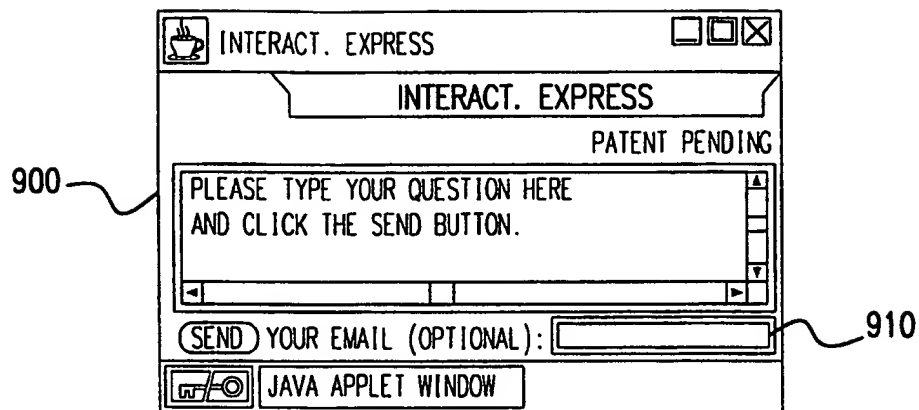 INTERACT. EXPRESS
INTERACT. EXPRESS
PATENT PENDING
900
PLEASE TYPE YOUR QUESTION HERE
AND CLICK THE SEND BUTTON.
SEND YOUR EMAIL (OPTIONAL):
910
JAVA APPLET WINDOW